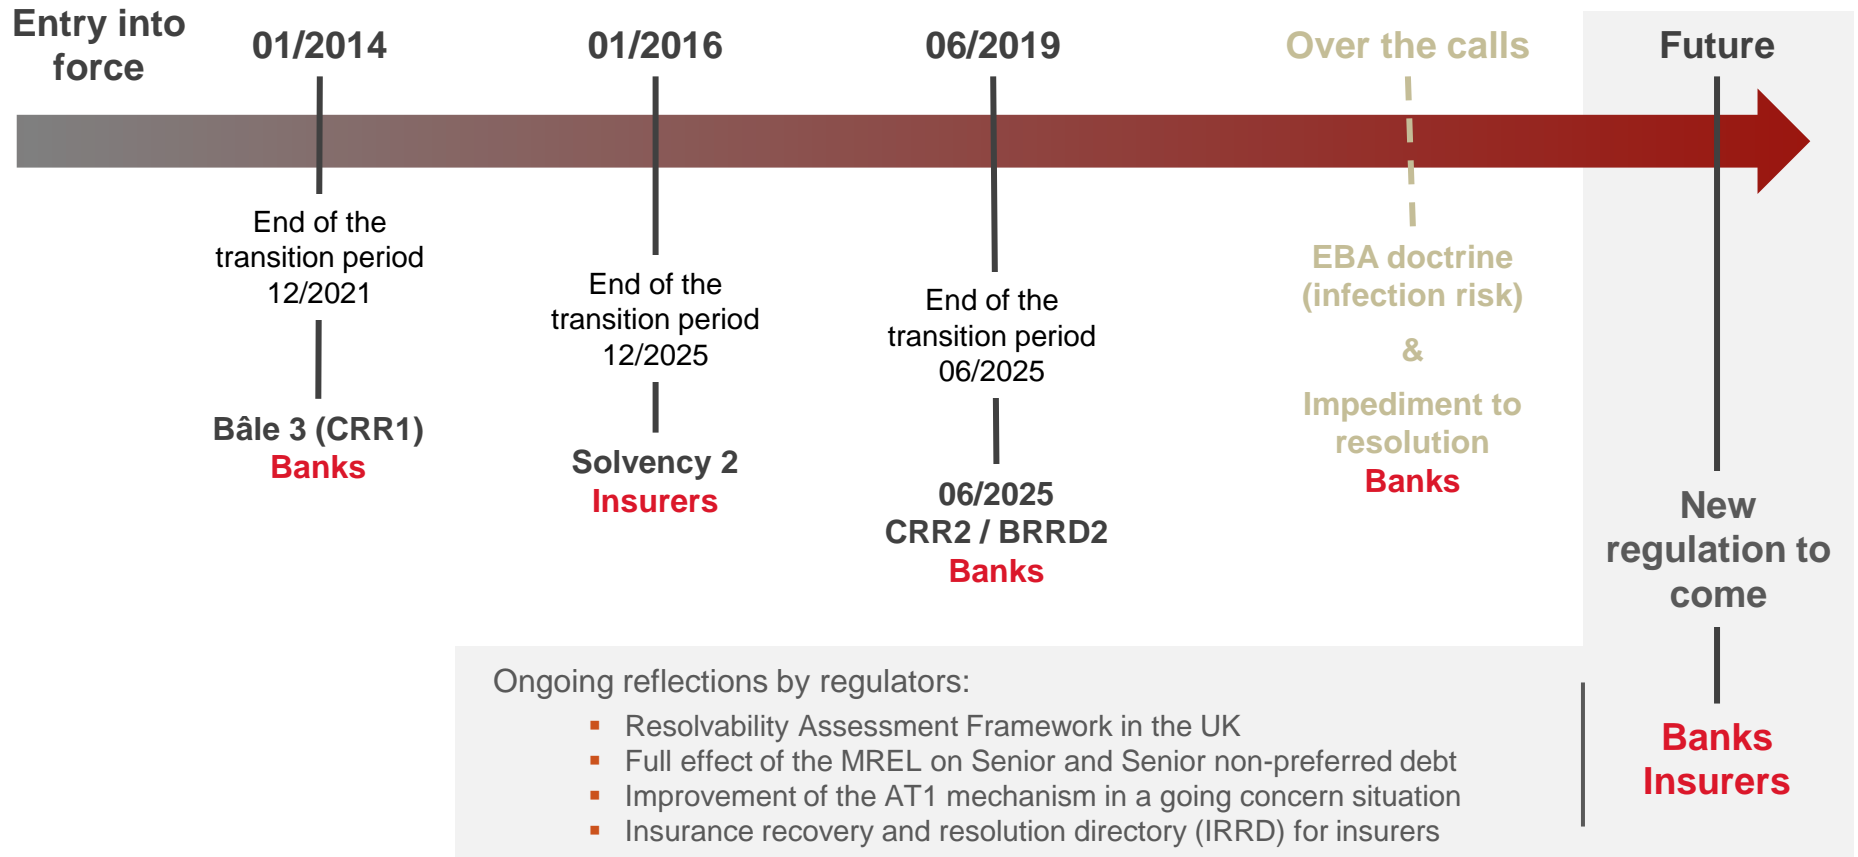 Entry into
force
01/2014
01/2016
06/2019
Over the calls
Future
End of the
transition period
12/2021
Bâle 3 (CRR1)
Banks
End of the
transition period
12/2025
Solvency 2
Insurers
End of the
transition period
06/2025
06/2025
CRR2 / BRRD2
Banks
EBA doctrine
(infection risk)
&
Impediment to
resolution
Banks
New
regulation to
come
Banks
Insurers
Ongoing reflections by regulators:
▪ Resolvability Assessment Framework in the UK
▪ Full effect of the MREL on Senior and Senior non-preferred debt
▪ Improvement of the AT1 mechanism in a going concern situation
▪ Insurance recovery and resolution directory (IRRD) for insurers